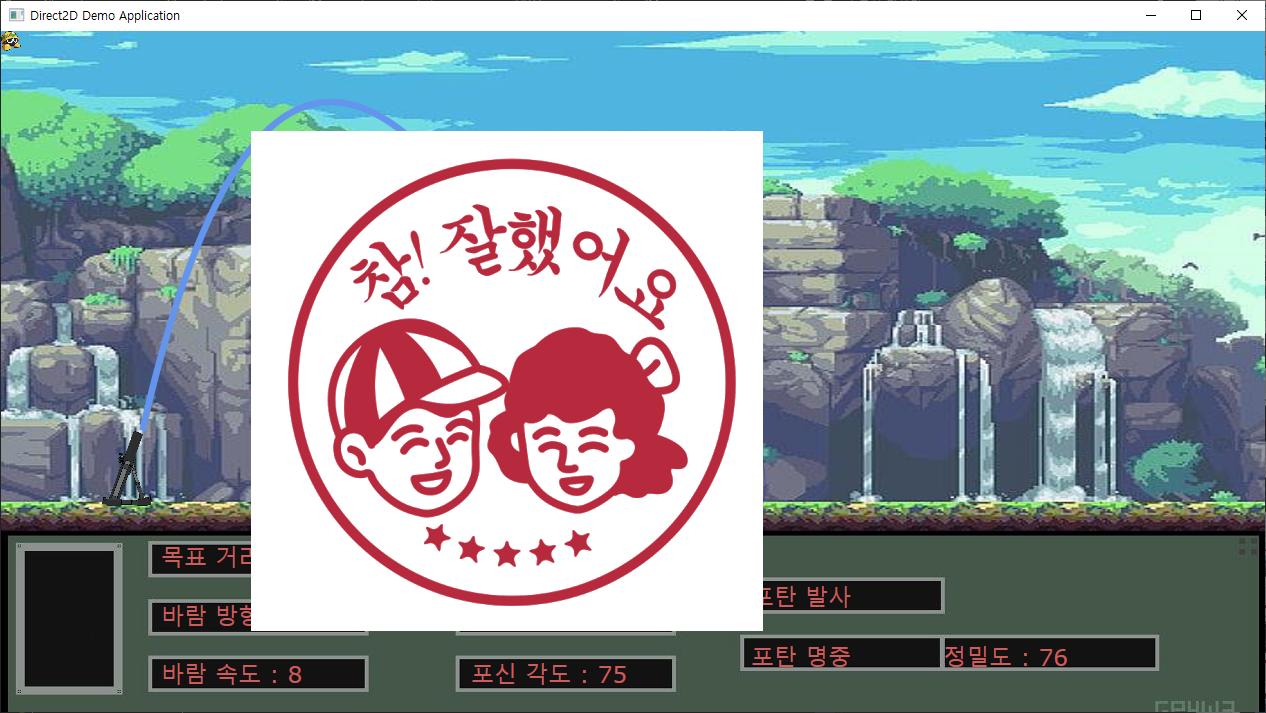 Direct2D Demo Application
참! 잘했어요
목표 거리
바람 방향
바람 속도 : 8
포신 각도 : 75
포탄 발사
포탄 명중
정밀도 : 76